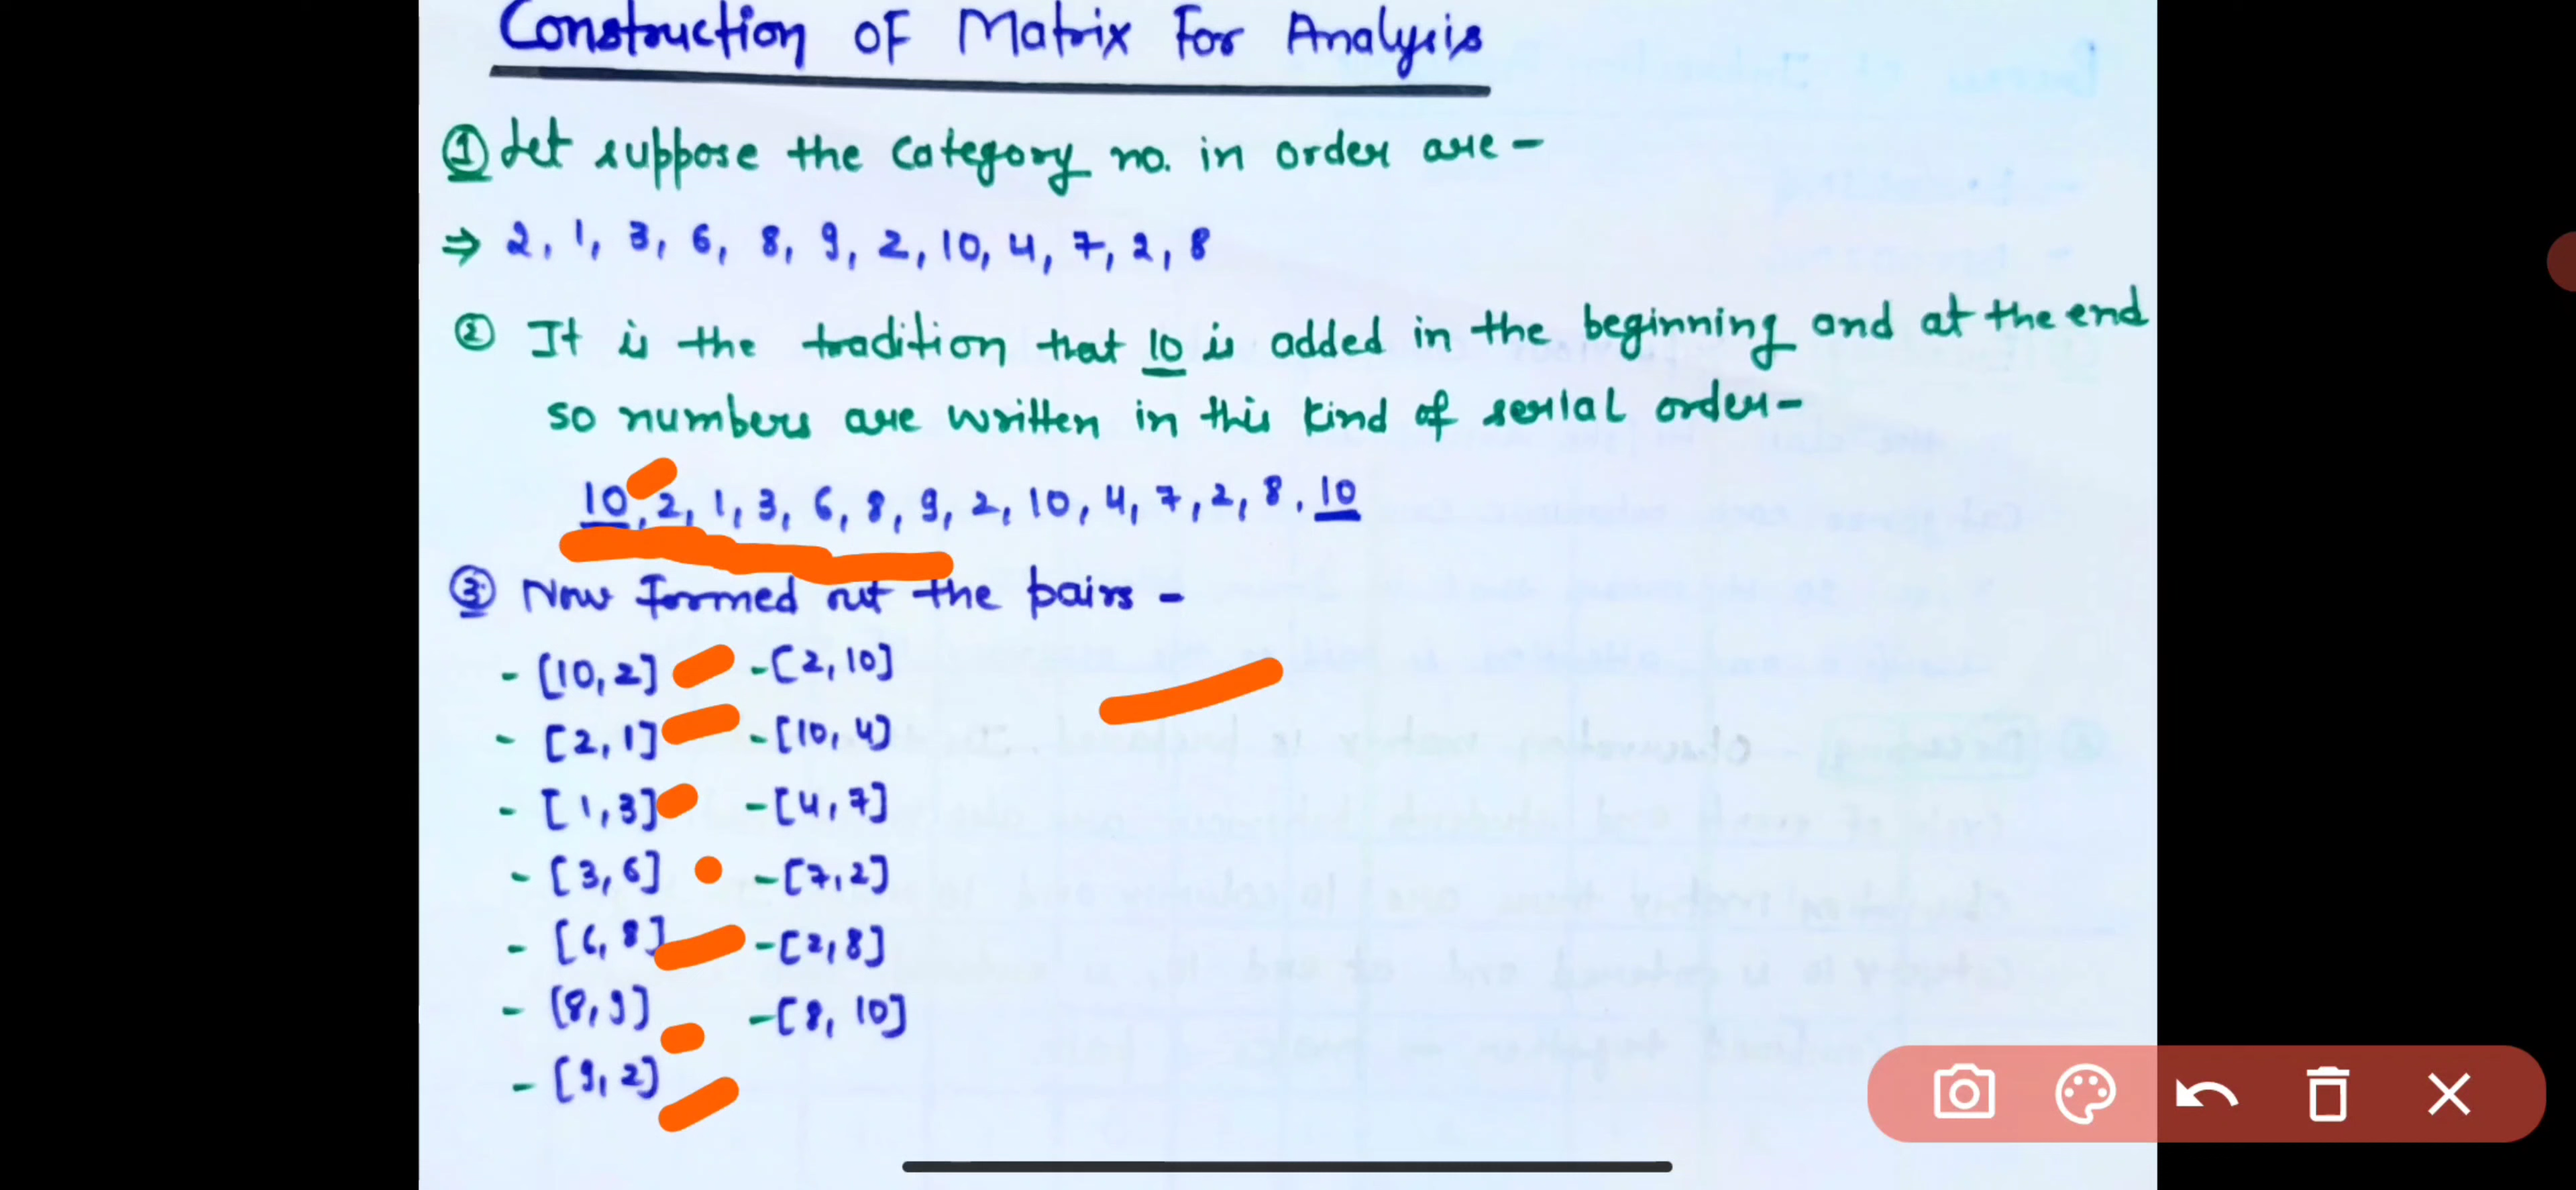 Construction of Matrix For Analysis
① Let suppose the Category no. in order are -
⇒ 2, 1, 3, 6, 8, 9, 2, 10, 4, 7, 2, 8
② It is the tradition that 10 is added in the beginning and at the end
so numbers are written in this kind of serial order-
10, 2, 1, 3, 6, 8, 9, 2, 10, 4, 7, 2, 8, 10
③ Now Formed out the pairs -
- [10, 2] - [2, 10]
- [2, 1] - [10, 4]
- [1, 3] - [4, 7]
- [3, 6] - [7, 2]
- [6, 8] - [2, 8]
- [8, 9] - [8, 10]
- [9, 2]